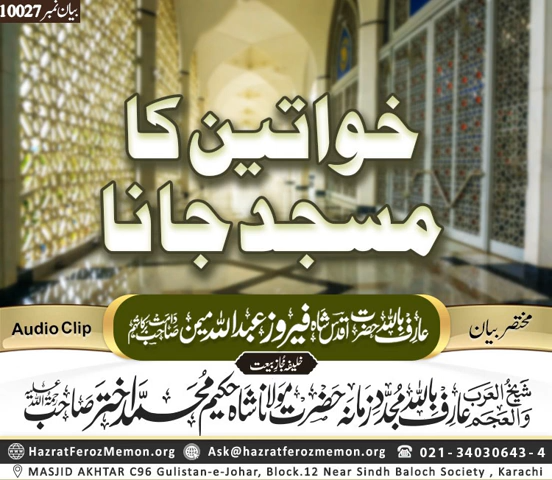 بیان نمبر 10027
خواتین کا
مسجد جانا
مختصر بیان
عارف باللہ حضرت اقدس شاہ فیروز عبداللہ میمن صاحب دامت برکاتہم
Audio Clip
خلیفہ مجاز بیعت
شیخ العرب والعجم عارف باللہ مجدد زمانہ حضرت مولانا شاہ حکیم محمد اختر صاحب رحمۃ اللہ علیہ
HazratFerozMemon.org Ask@hazratferozmemon.org 021-34030643-4
MASJID AKHTAR C96 Gulistan-e-Johar, Block.12 Near Sindh Baloch Society , Karachi